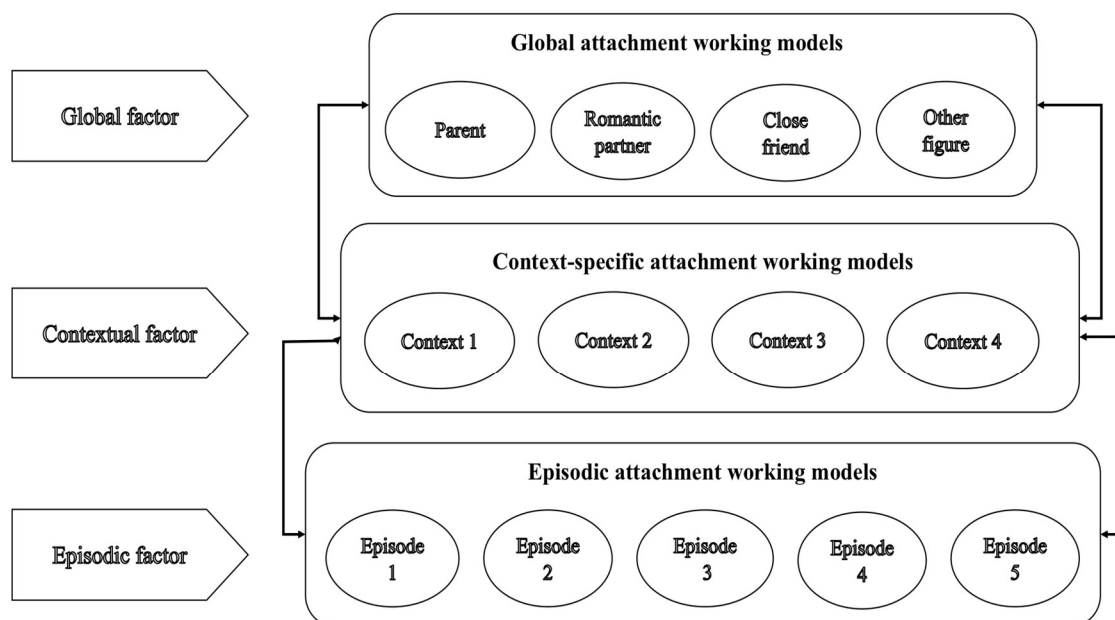 Global attachment working models
Global factor
Parent
Romantic
partner
Close
friend
Other
figure
Context-specific attachment working models
Contextual factor
Context 1
Context 2
Context 3
Context 4
Episodic attachment working models
Episodic factor
Episode
1
Episode
2
Episode
3
Episode
4
Episode
5